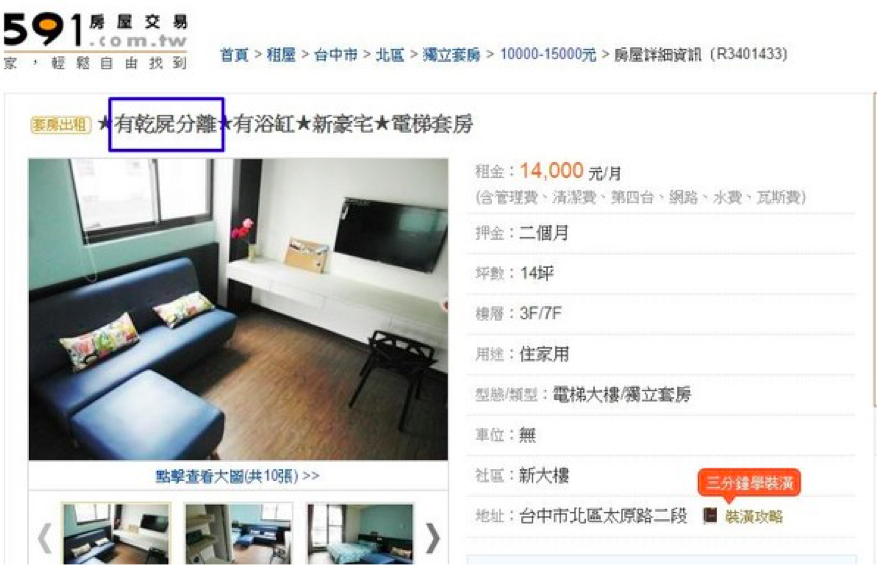 591 房屋交易
.com.tw
家，輕鬆自由找到
首頁 > 租屋 > 台中市 > 北區 > 獨立套房 > 10000-15000元 > 房屋詳細資訊 (R3401433)
套房出租 ★有乾屍分離★有浴缸★新豪宅★電梯套房
租金：14,000 元/月
(含管理費、清潔費、第四台、網路、水費、瓦斯費)
押金：二個月
坪數：14坪
樓層：3F/7F
用途：住家用
型態/類型：電梯大樓/獨立套房
車位：無
社區：新大樓
三分鐘學裝潢
地址：台中市北區太原路二段 裝潢攻略
點擊查看大圖(共10張) >>